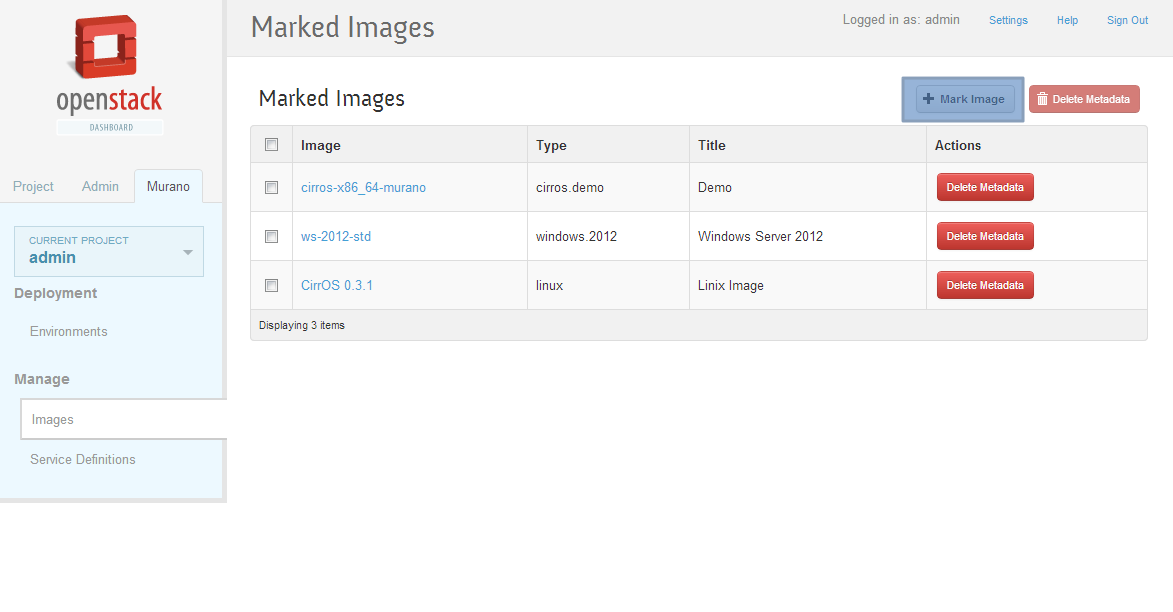 openstack
DASHBOARD
Project Admin Murano
CURRENT PROJECT
admin
Deployment
Environments
Manage
Images
Service Definitions
Marked Images
Logged in as: admin Settings Help Sign Out
Marked Images
Mark Image Delete Metadata
Image Type Title Actions
cirros-x86_64-murano cirros.demo Demo Delete Metadata
ws-2012-std windows.2012 Windows Server 2012 Delete Metadata
CirrOS 0.3.1 linux Linix Image Delete Metadata
Displaying 3 items